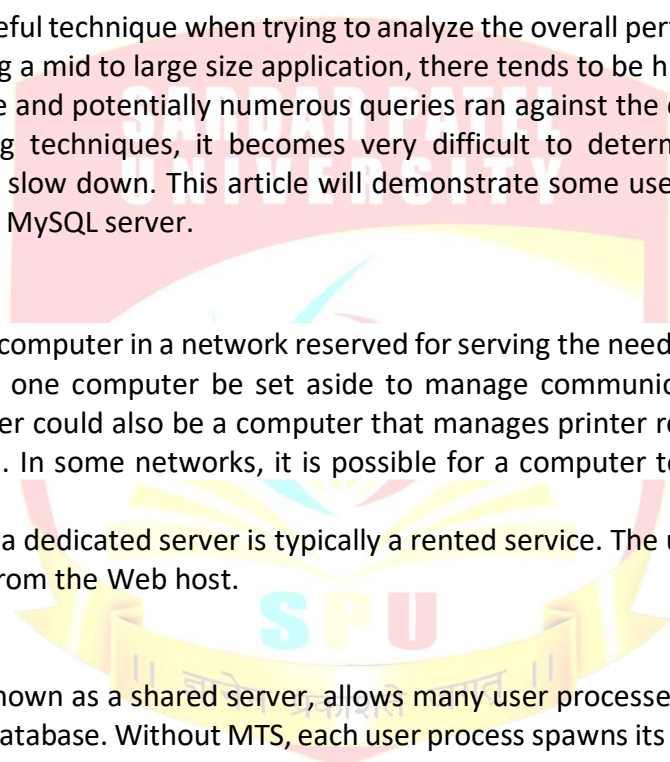 eful technique when trying to analyze the overall per
g a mid to large size application, there tends to be h
e and potentially numerous queries ran against the
SARDAR PATEL
g techniques, it becomes very difficult to determ
UNIVERSITY
slow down. This article will demonstrate some use
MySQL server.
computer in a network reserved for serving the need
one computer be set aside to manage communic
er could also be a computer that manages printer re
. In some networks, it is possible for a computer to
a dedicated server is typically a rented service. The u
from the Web host.
SPU
nown as a shared server, allows many user processe
atabase. Without MTS, each user process spawns its